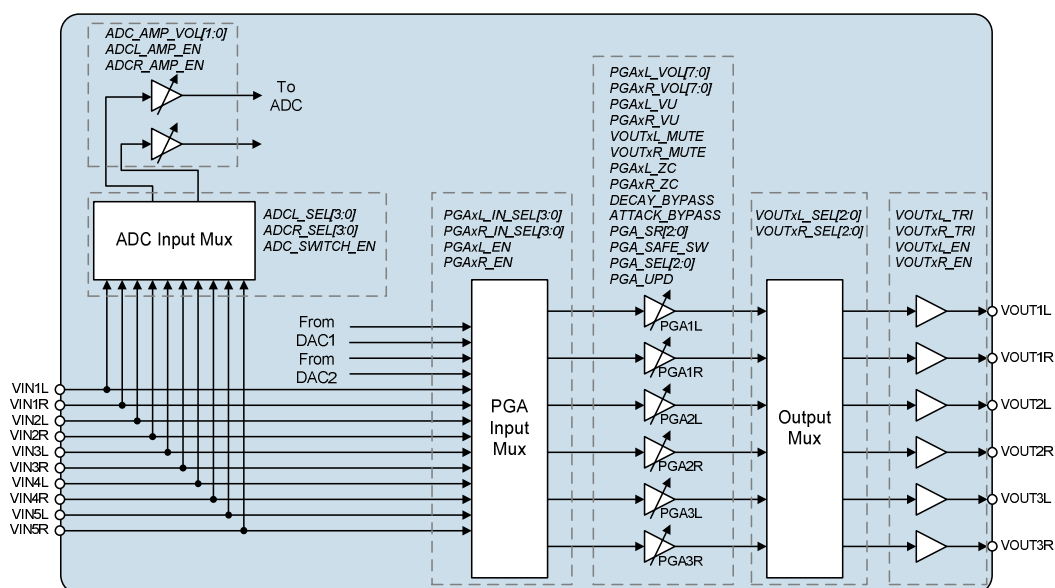 ADC_AMP_VOL[1:0]
ADCL_AMP_EN
ADCR_AMP_EN
To
ADC
ADC Input Mux
ADCL_SEL[3:0]
ADCR_SEL[3:0]
ADC_SWITCH_EN
PGAxL_IN_SEL[3:0]
PGAxR_IN_SEL[3:0]
PGAxL_EN
PGAxR_EN
PGAxL_VOL[7:0]
PGAxR_VOL[7:0]
PGAxL_VU
PGAxR_VU
VOUTxL_MUTE
VOUTxR_MUTE
PGAxL_ZC
PGAxR_ZC
DECAY_BYPASS
ATTACK_BYPASS
PGA_SR[2:0]
PGA_SAFE_SW
PGA_SEL[2:0]
PGA_UPD
VOUTxL_SEL[2:0]
VOUTxR_SEL[2:0]
VOUTxL_TRI
VOUTxR_TRI
VOUTxL_EN
VOUTxR_EN
From
DAC1
From
DAC2
VIN1L
VIN1R
VIN2L
VIN2R
VIN3L
VIN3R
VIN4L
VIN4R
VIN5L
VIN5R
PGA
Input
Mux
PGA1L
PGA1R
PGA2L
PGA2R
PGA3L
PGA3R
Output
Mux
VOUT1L
VOUT1R
VOUT2L
VOUT2R
VOUT3L
VOUT3R